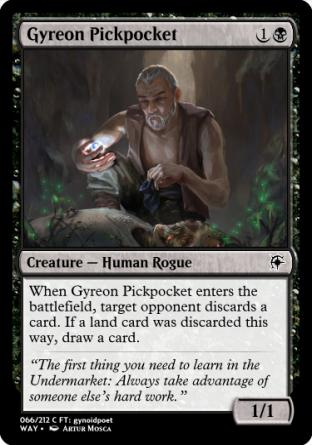 Gyreon Pickpocket 1
Creature — Human Rogue
When Gyreon Pickpocket enters the
battlefield, target opponent discards a
card. If a land card was discarded this
way, draw a card.
“The first thing you need to learn in the
Undermarket: Always take advantage of
someone else’s hard work.”
1/1
066/212 C FT: gynoidpoet
WAY • Artur Mosca